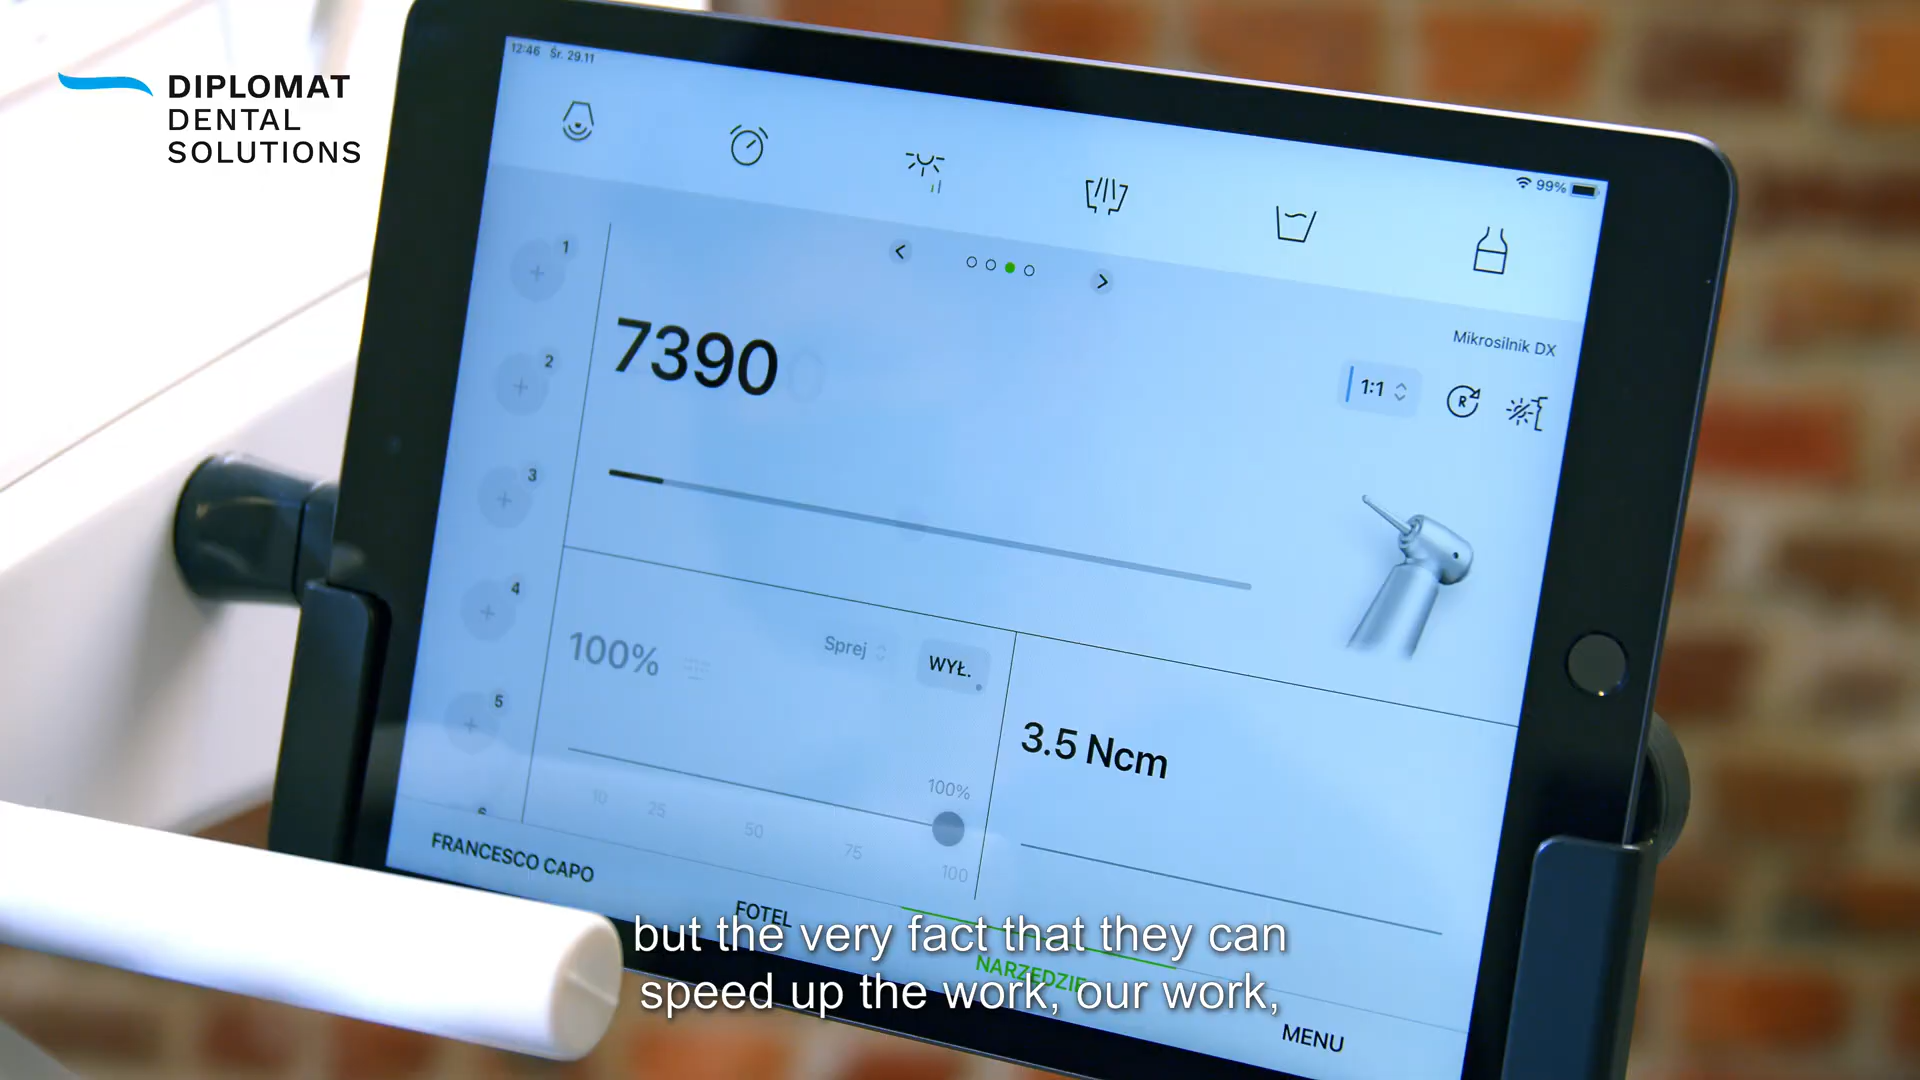 DIPLOMAT
DENTAL
SOLUTIONS
12:46 Śr. 29.11
99%
1
2
3
4
5
6
7390
Mikrosilnik DX
1:1
R
100%
Sprej
WYŁ.
100%
10 25 50 75 100
3.5 Ncm
FRANCESCO CAPO
FOTEL
NARZĘDZIE
MENU
but the very fact that they can
speed up the work, our work,